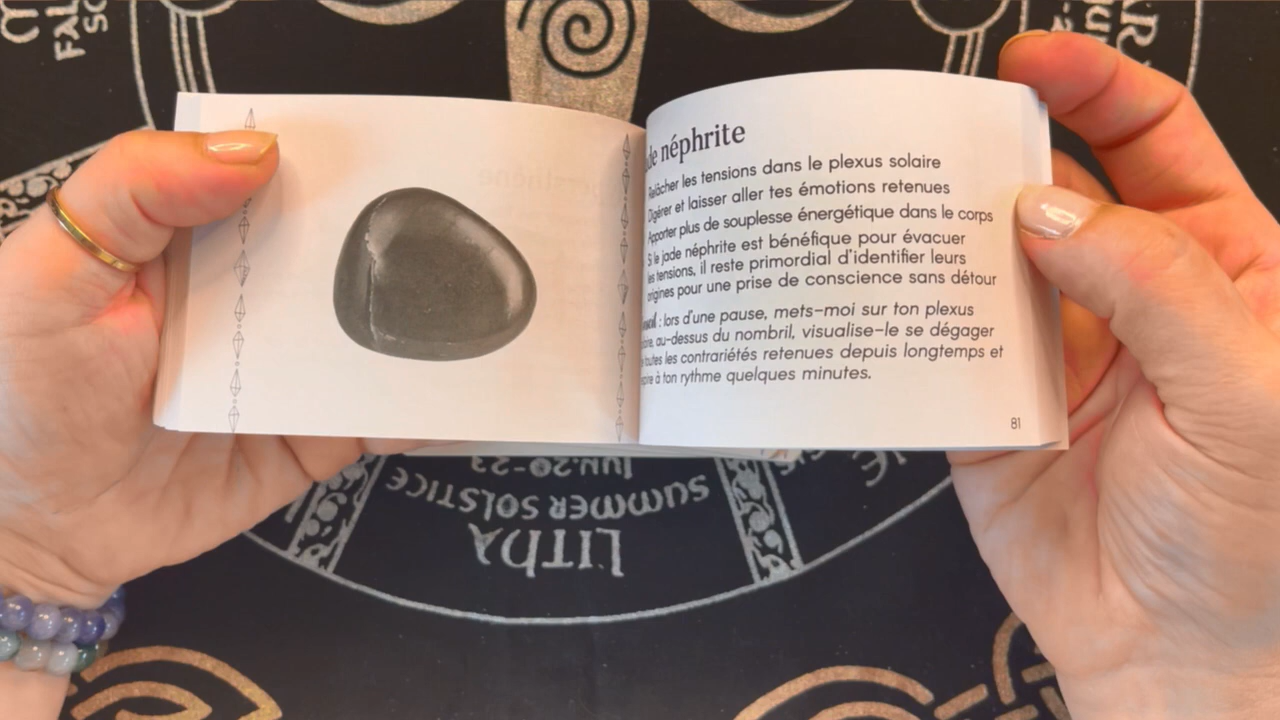 FAL
de néphrite
Relâcher les tensions dans le plexus solaire
Digérer et laisser aller tes émotions retenues
Apporter plus de souplesse énergétique dans le corps
Si le jade néphrite est bénéfique pour évacuer
les tensions, il reste primordial d'identifier leurs
origines pour une prise de conscience sans détour
: lors d'une pause, mets-moi sur ton plexus
au-dessus du nombril, visualise-le se dégager
toutes les contrariétés retenues depuis longtemps et
à ton rythme quelques minutes.
81
JUN.20-23
SUMMER SOLSTICE
LITHA